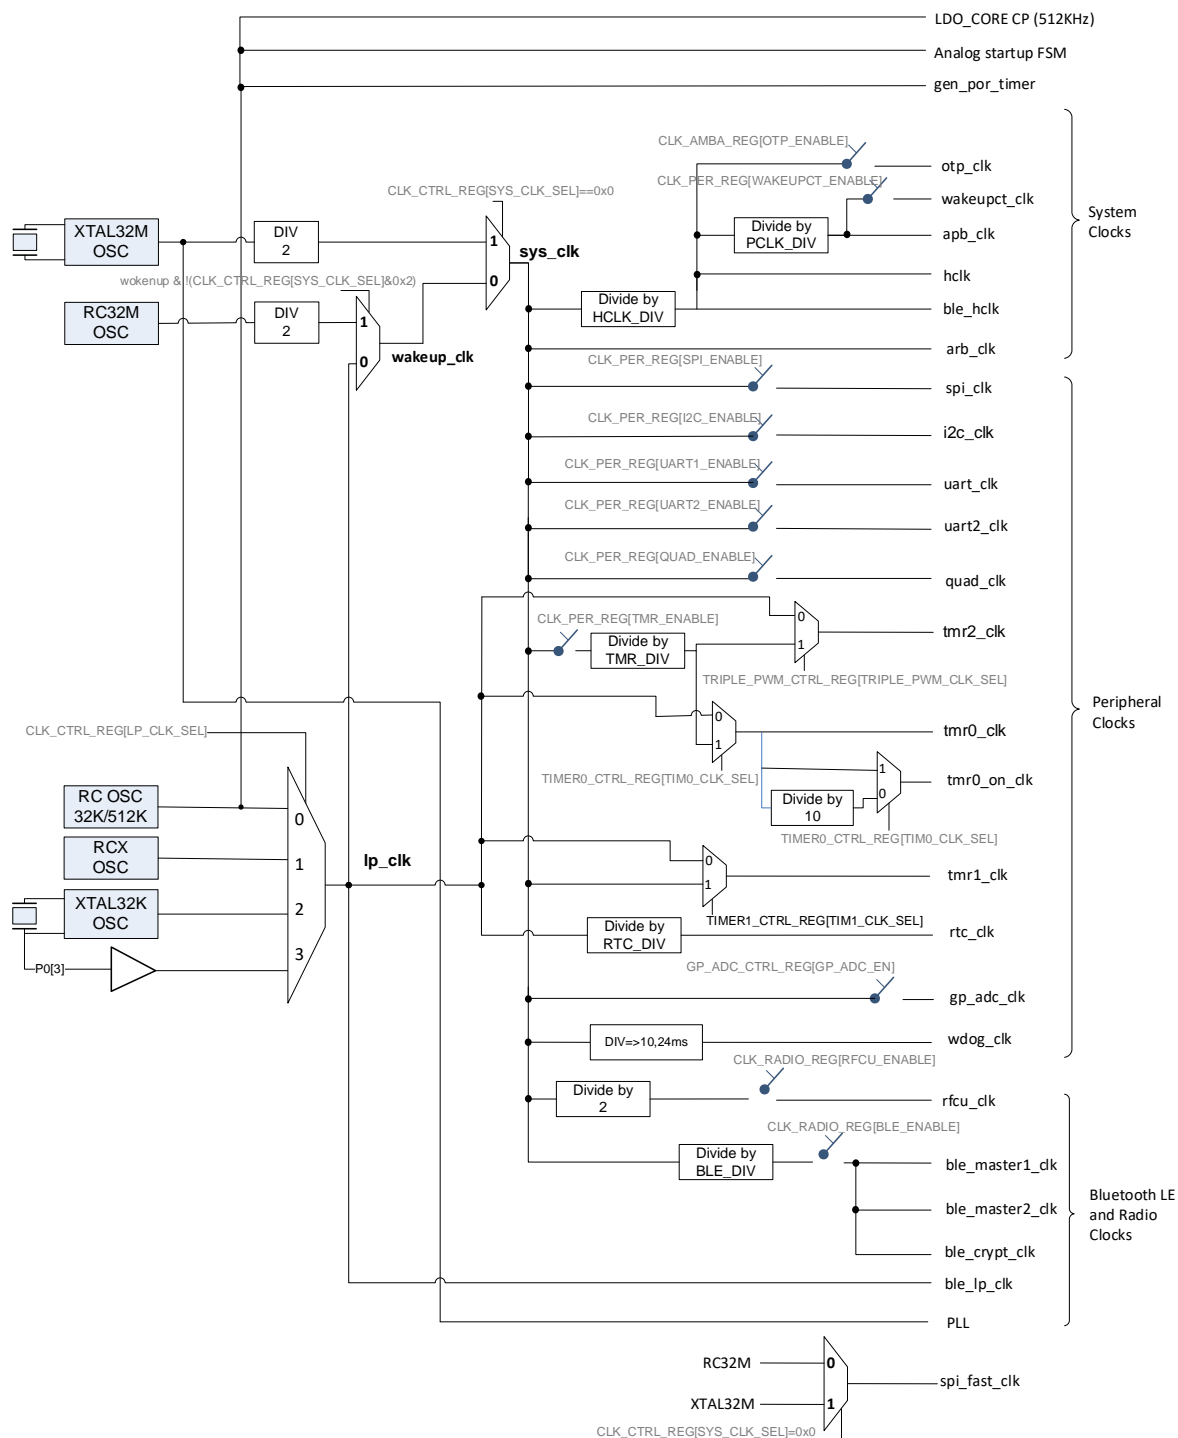 LDO_CORE CP (512KHz)
Analog startup FSM
gen_por_timer
CLK_AMBA_REG[OTP_ENABLE]
otp_clk
CLK_PER_REG[WAKEUPCT_ENABLE]
wakeupct_clk
CLK_CTRL_REG[SYS_CLK_SEL]==0x0
System
Clocks
XTAL32M
OSC
DIV
2
1
0
sys_clk
Divide by
PCLK_DIV
apb_clk
wokenup & !(CLK_CTRL_REG[SYS_CLK_SEL]&0x2)
hclk
RC32M
OSC
DIV
2
1
0
wakeup_clk
Divide by
HCLK_DIV
ble_hclk
arb_clk
CLK_PER_REG[SPI_ENABLE]
spi_clk
CLK_PER_REG[I2C_ENABLE]
i2c_clk
CLK_PER_REG[UART1_ENABLE]
uart_clk
CLK_PER_REG[UART2_ENABLE]
uart2_clk
CLK_PER_REG[QUAD_ENABLE]
quad_clk
CLK_PER_REG[TMR_ENABLE]
0
1
tmr2_clk
Divide by
TMR_DIV
TRIPLE_PWM_CTRL_REG[TRIPLE_PWM_CLK_SEL]
Peripheral
Clocks
CLK_CTRL_REG[LP_CLK_SEL]
0
1
tmr0_clk
TIMER0_CTRL_REG[TIM0_CLK_SEL]
1
0
tmr0_on_clk
Divide by
10
TIMER0_CTRL_REG[TIM0_CLK_SEL]
RC OSC
32K/512K
0
RCX
OSC
1
lp_clk
XTAL32K
OSC
2
P0[3]
3
0
1
tmr1_clk
TIMER1_CTRL_REG[TIM1_CLK_SEL]
Divide by
RTC_DIV
rtc_clk
GP_ADC_CTRL_REG[GP_ADC_EN]
gp_adc_clk
DIV=>10,24ms
wdog_clk
CLK_RADIO_REG[RFCU_ENABLE]
Divide by
2
rfcu_clk
CLK_RADIO_REG[BLE_ENABLE]
Divide by
BLE_DIV
ble_master1_clk
ble_master2_clk
ble_crypt_clk
Bluetooth LE
and Radio
Clocks
ble_lp_clk
PLL
RC32M
0
spi_fast_clk
XTAL32M
1
CLK_CTRL_REG[SYS_CLK_SEL]=0x0